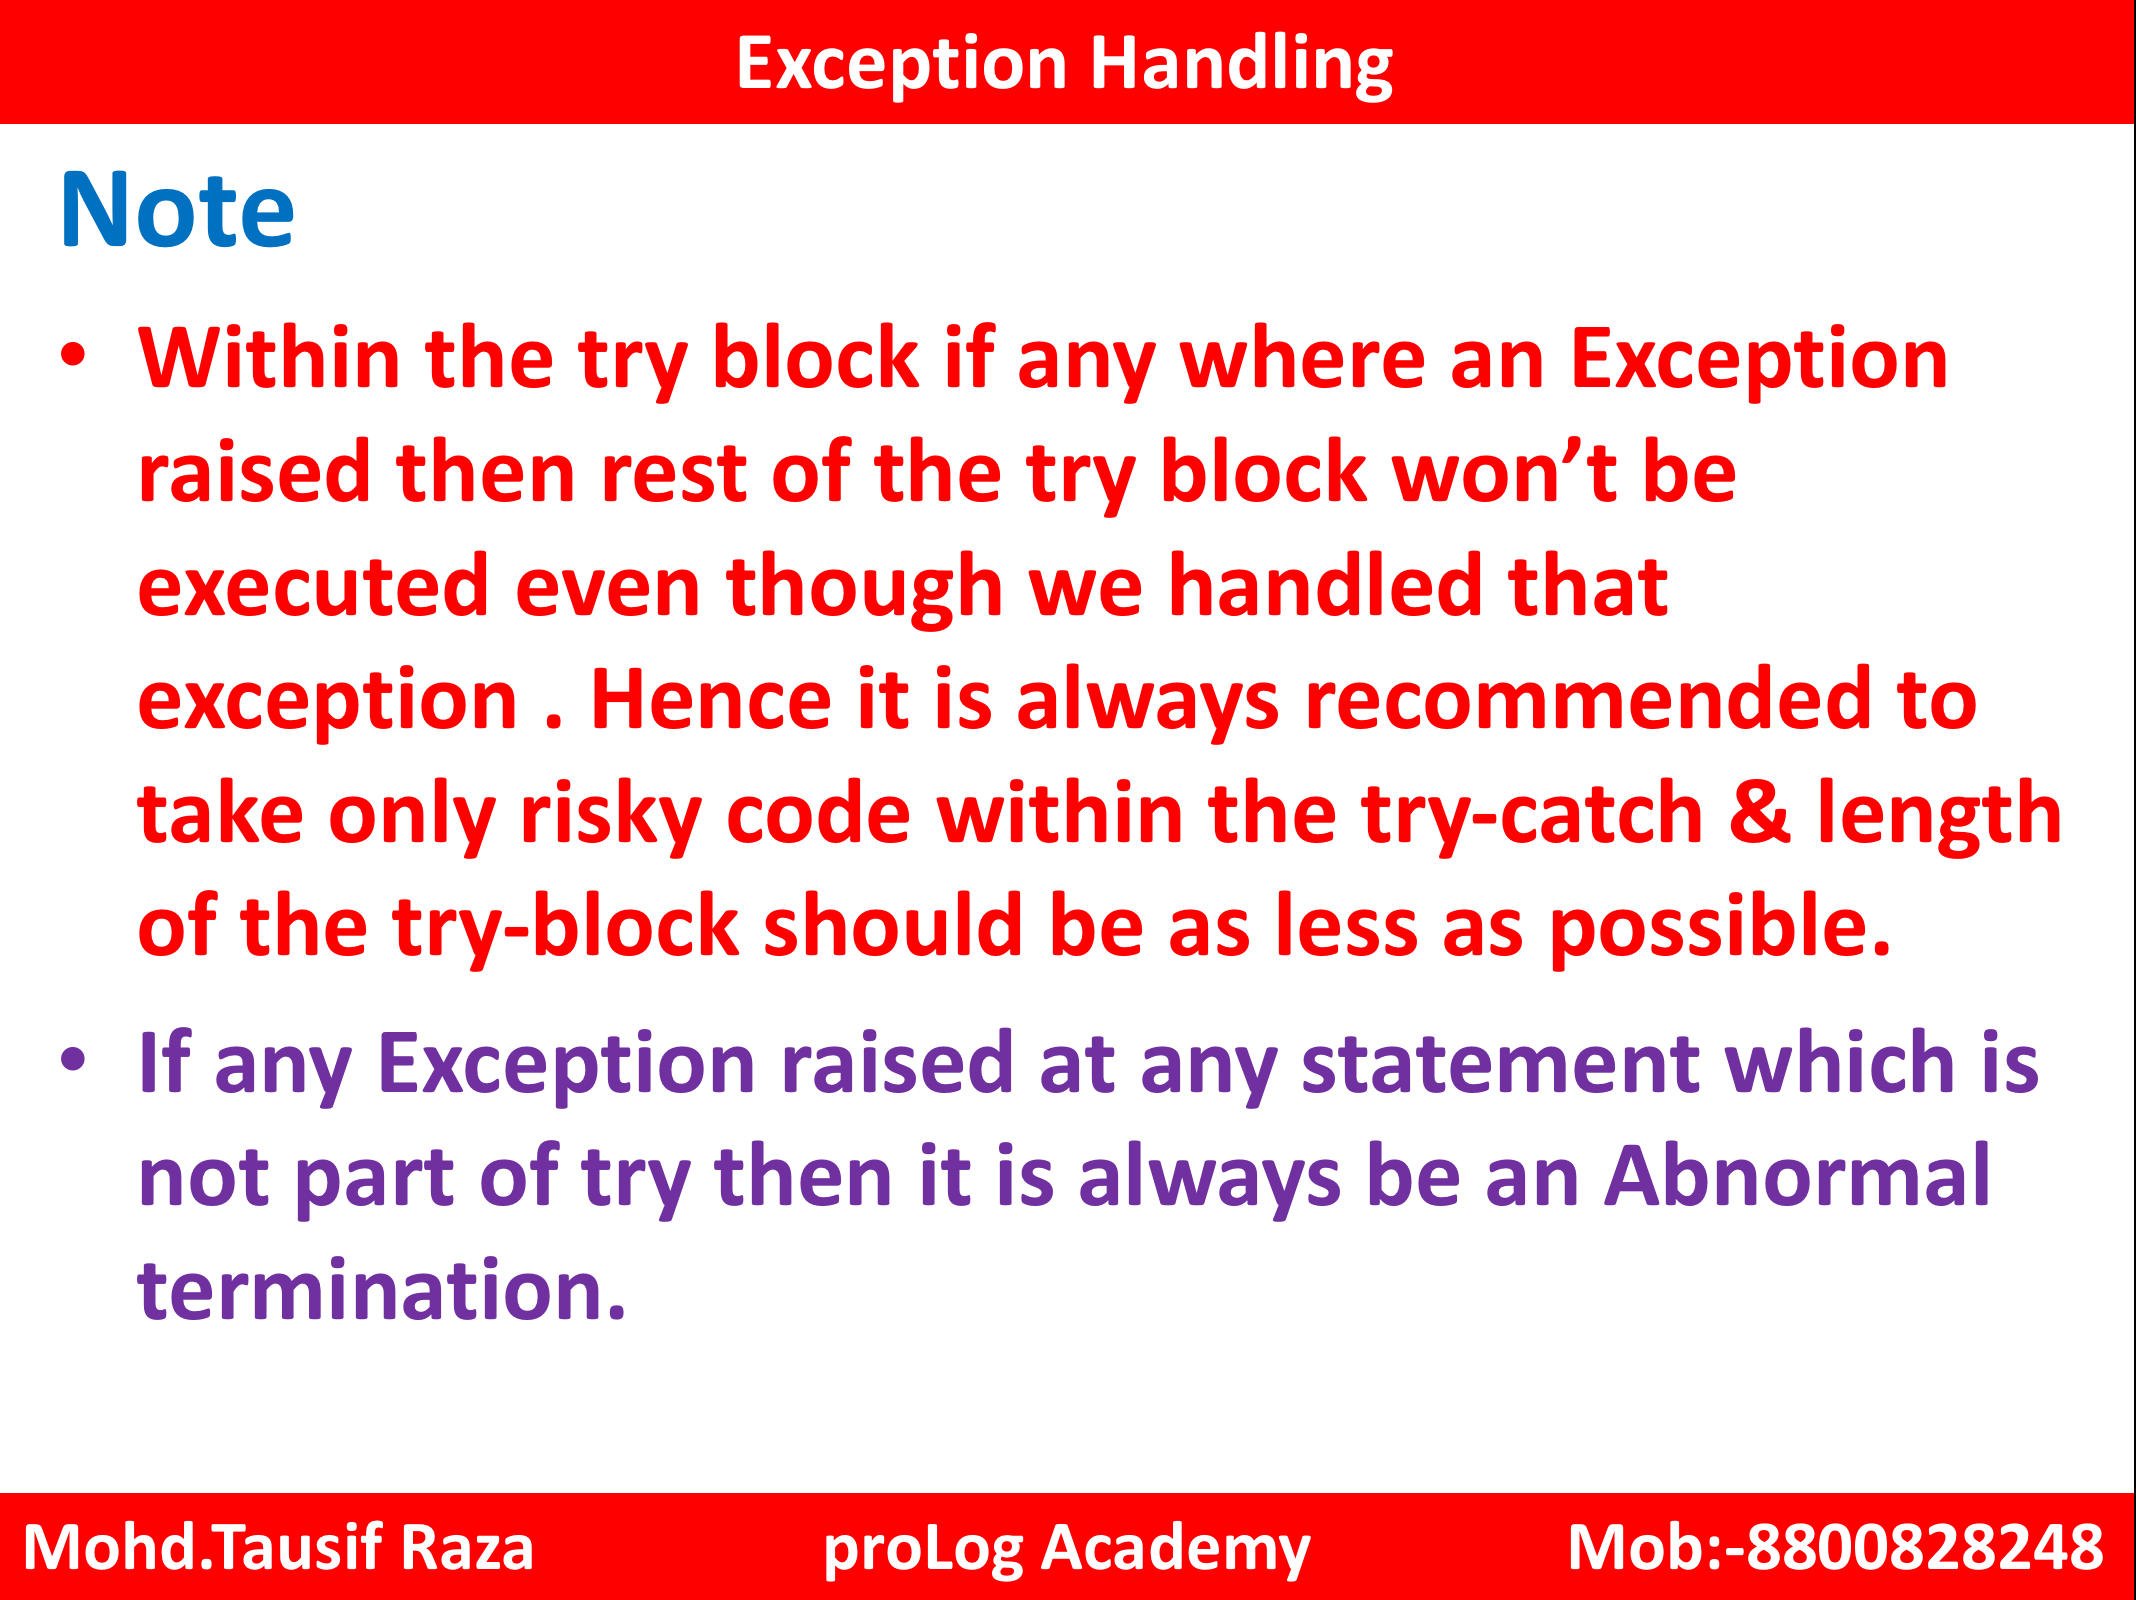 Exception Handling
Note
• Within the try block if any where an Exception
raised then rest of the try block won’t be
executed even though we handled that
exception . Hence it is always recommended to
take only risky code within the try-catch & length
of the try-block should be as less as possible.
• If any Exception raised at any statement which is
not part of try then it is always be an Abnormal
termination.
Mohd.Tausif Raza proLog Academy Mob:-8800828248